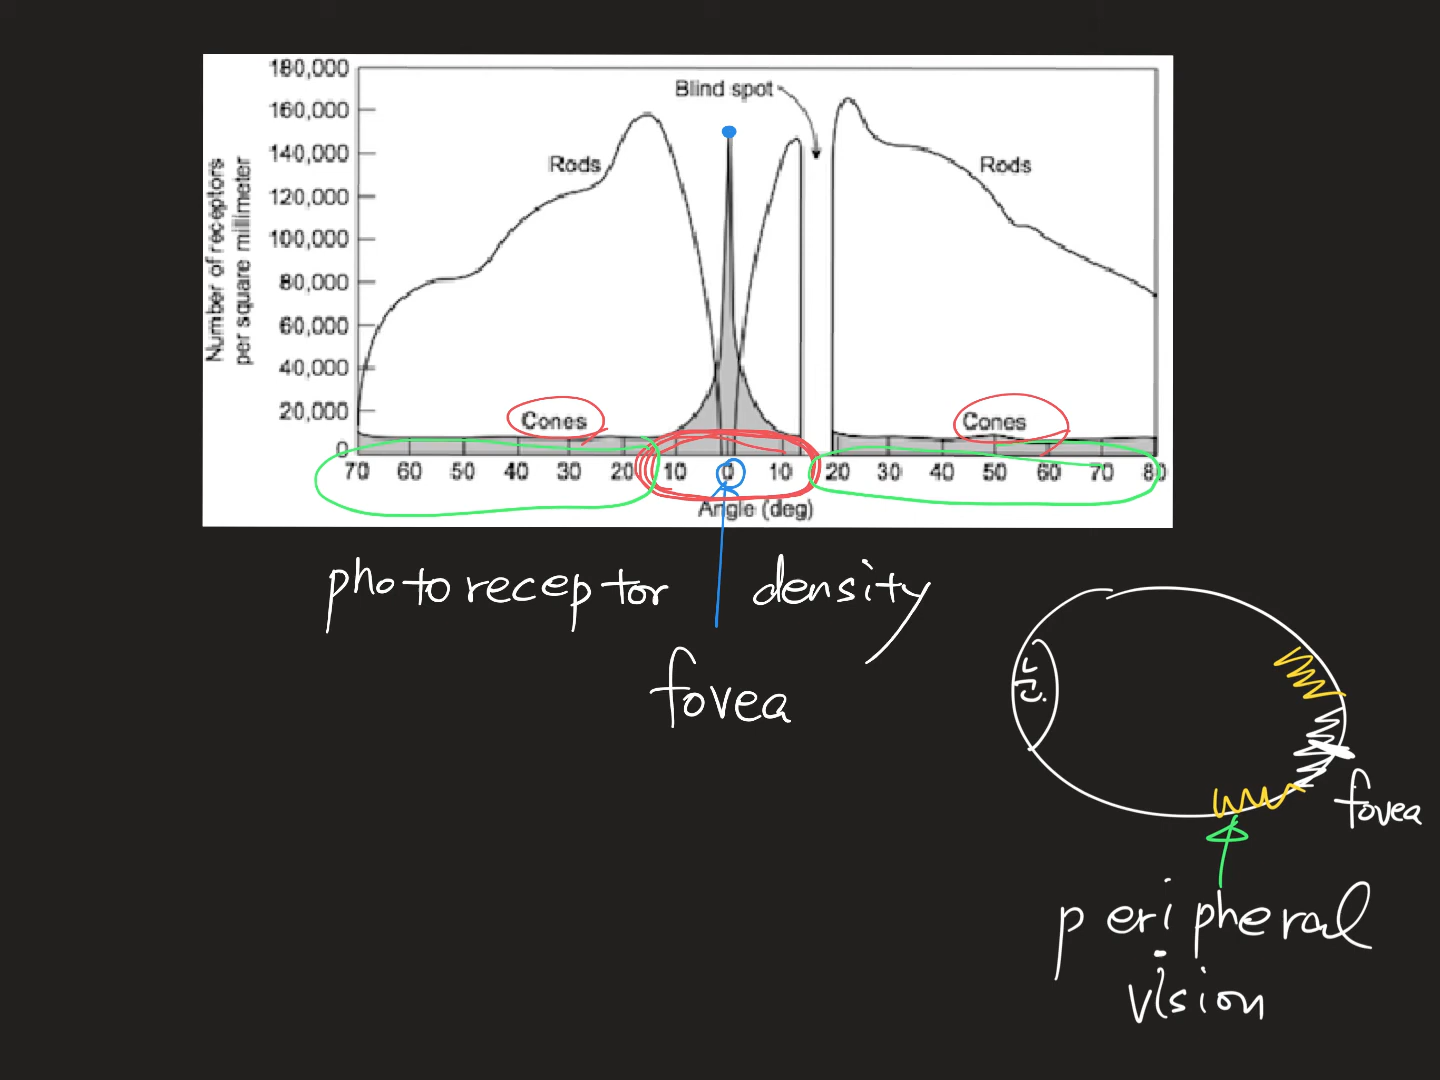 180,000
160,000
140,000
120,000
100,000
80,000
60,000
40,000
20,000
0
Number of receptors
per square millimeter
Blind spot
Rods
Rods
Cones
Cones
70 60 50 40 30 20 10 0 10 20 30 40 50 60 70 80
Angle (deg)
photoreceptor density
fovea
fovea
peripheral
vision